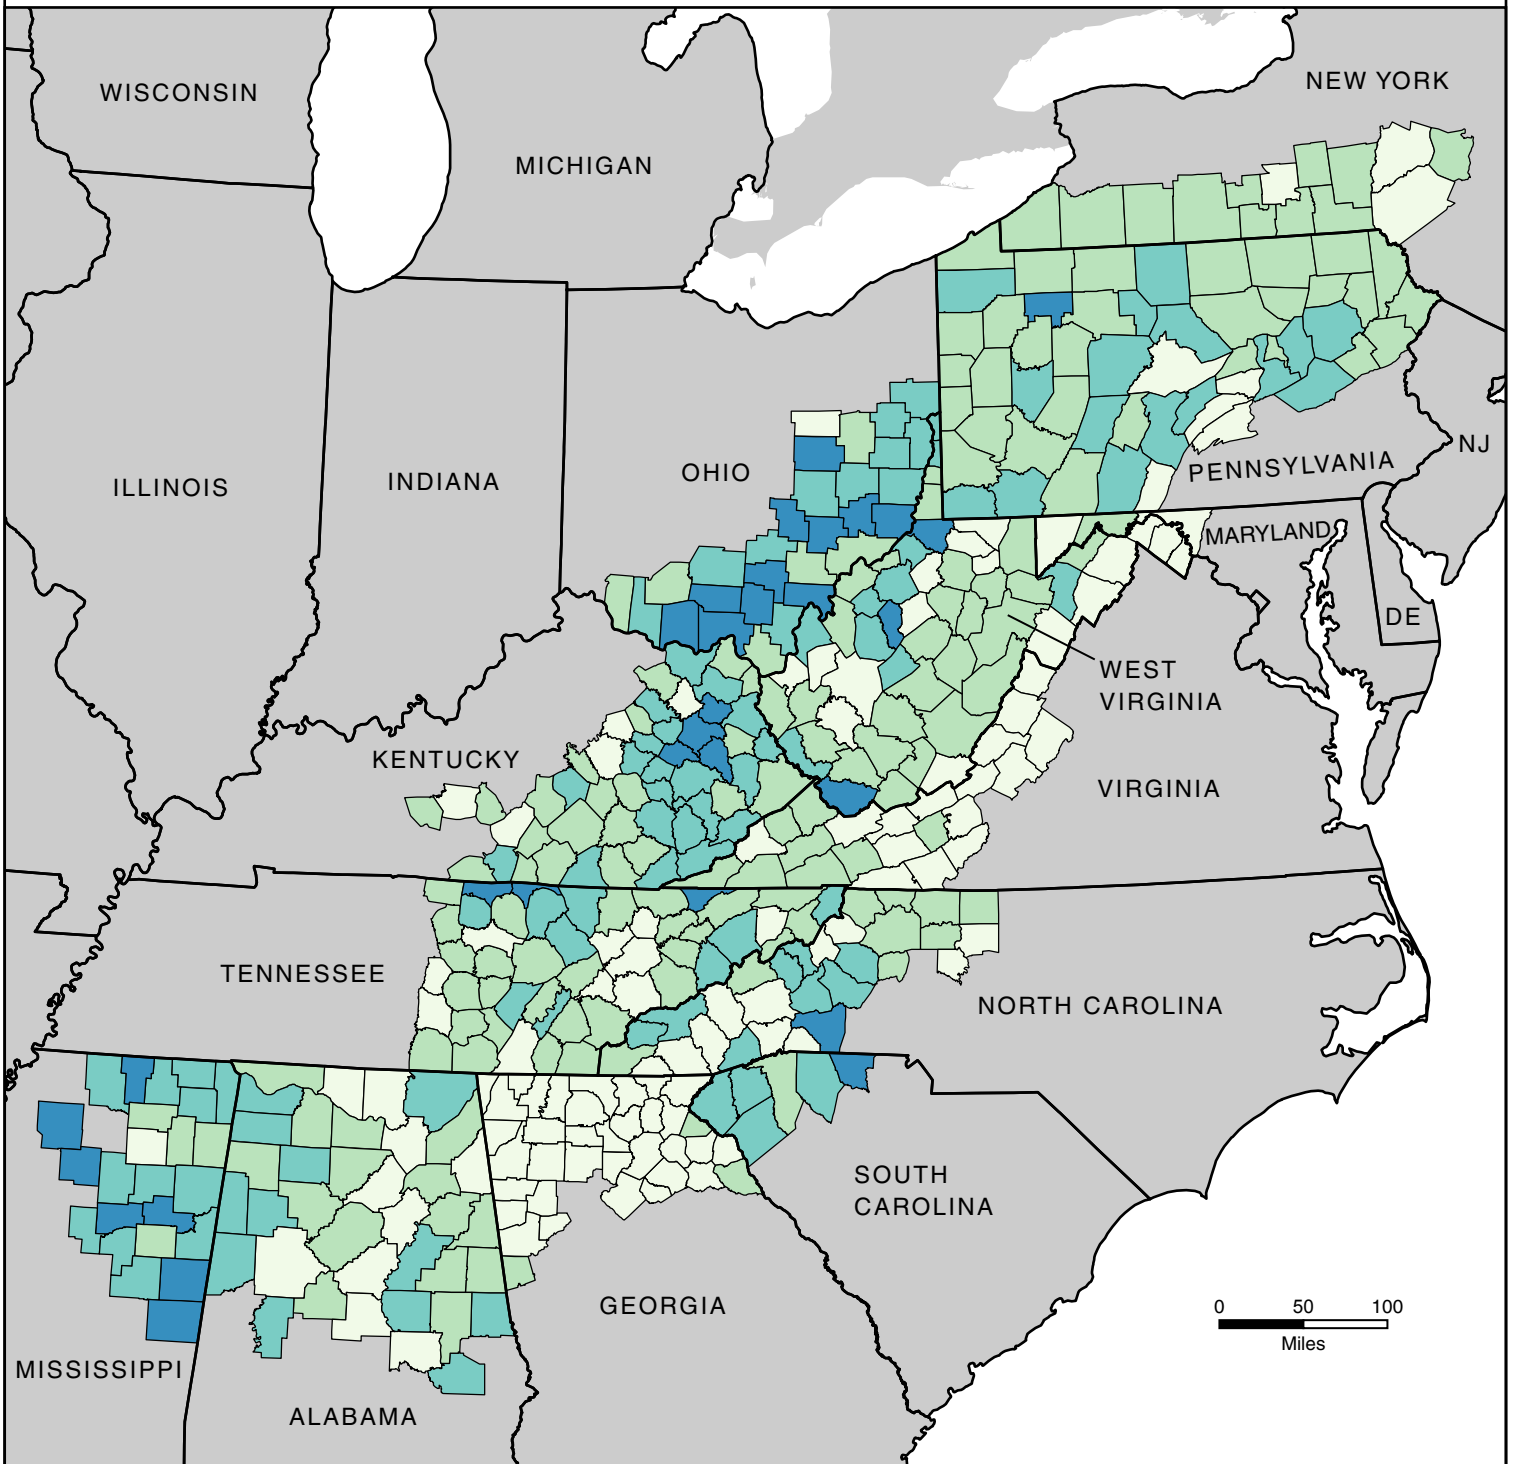 NEW YORK
WISCONSIN
MICHIGAN
NJ
PENNSYLVANIA
OHIO
INDIANA
ILLINOIS
MARYLAND
DE
WEST
VIRGINIA
KENTUCKY
VIRGINIA
TENNESSEE
NORTH CAROLINA
SOUTH
CAROLINA
GEORGIA
0 50 100
Miles
MISSISSIPPI
ALABAMA